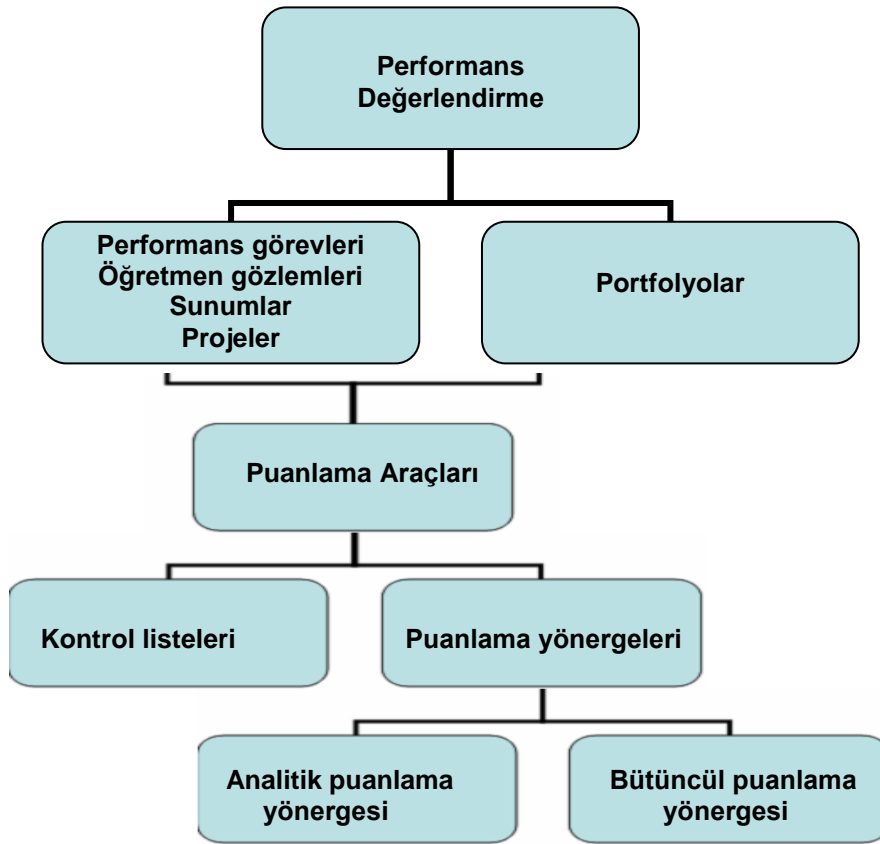 Performans
Değerlendirme
Performans görevleri
Öğretmen gözlemleri
Sunumlar
Projeler
Portfolyolar
Puanlama Araçları
Kontrol listeleri
Puanlama yönergeleri
Analitik puanlama
yönergesi
Bütüncül puanlama
yönergesi